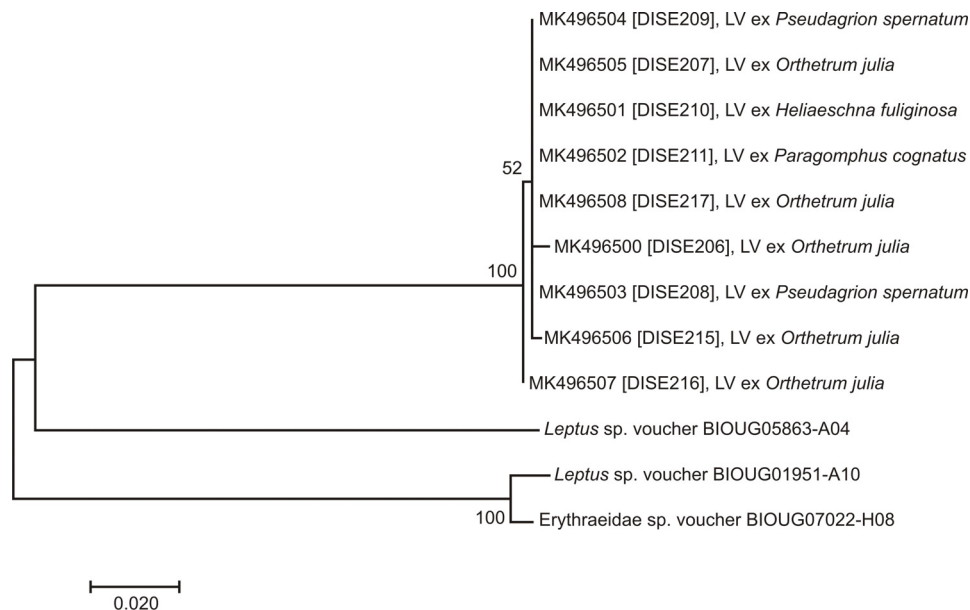 MK496504 [DISE209], LV ex Pseudagrion spernatum
MK496505 [DISE207], LV ex Orthetrum julia
MK496501 [DISE210], LV ex Heliaeschna fuliginosa
MK496502 [DISE211], LV ex Paragomphus cognatus
52
MK496508 [DISE217], LV ex Orthetrum julia
MK496500 [DISE206], LV ex Orthetrum julia
100
MK496503 [DISE208], LV ex Pseudagrion spernatum
MK496506 [DISE215], LV ex Orthetrum julia
MK496507 [DISE216], LV ex Orthetrum julia
Leptus sp. voucher BIOUG05863-A04
Leptus sp. voucher BIOUG01951-A10
100
Erythraeidae sp. voucher BIOUG07022-H08
0.020